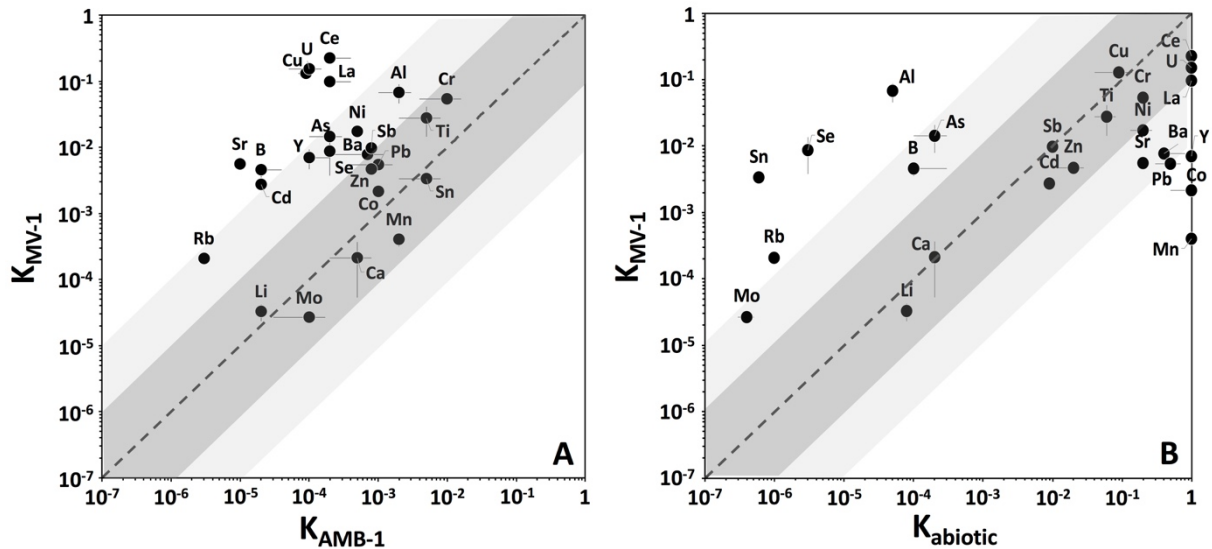 1
10-1
10-2
10-3
10-4
10-5
10-6
10-7
KMV-1
U
Ce
Cu
La
Al
Cr
Ni
As
Sb
Ti
Sr
B
Y
Ba
Pb
Se
Cd
Zn
Sn
Co
Rb
Mn
Ca
Li
Mo
A
10-7
10-6
10-5
10-4
10-3
10-2
10-1
1
KAMB-1
1
10-1
10-2
10-3
10-4
10-5
10-6
10-7
KMV-1
Ce
Cu
U
Al
Cr
La
Ti
Ni
As
Sb
Se
Sr
Ba
Y
B
Zn
Sn
Cd
Pb
Co
Rb
Ca
Mn
Mo
Li
B
10-7
10-6
10-5
10-4
10-3
10-2
10-1
1
Kabiotic